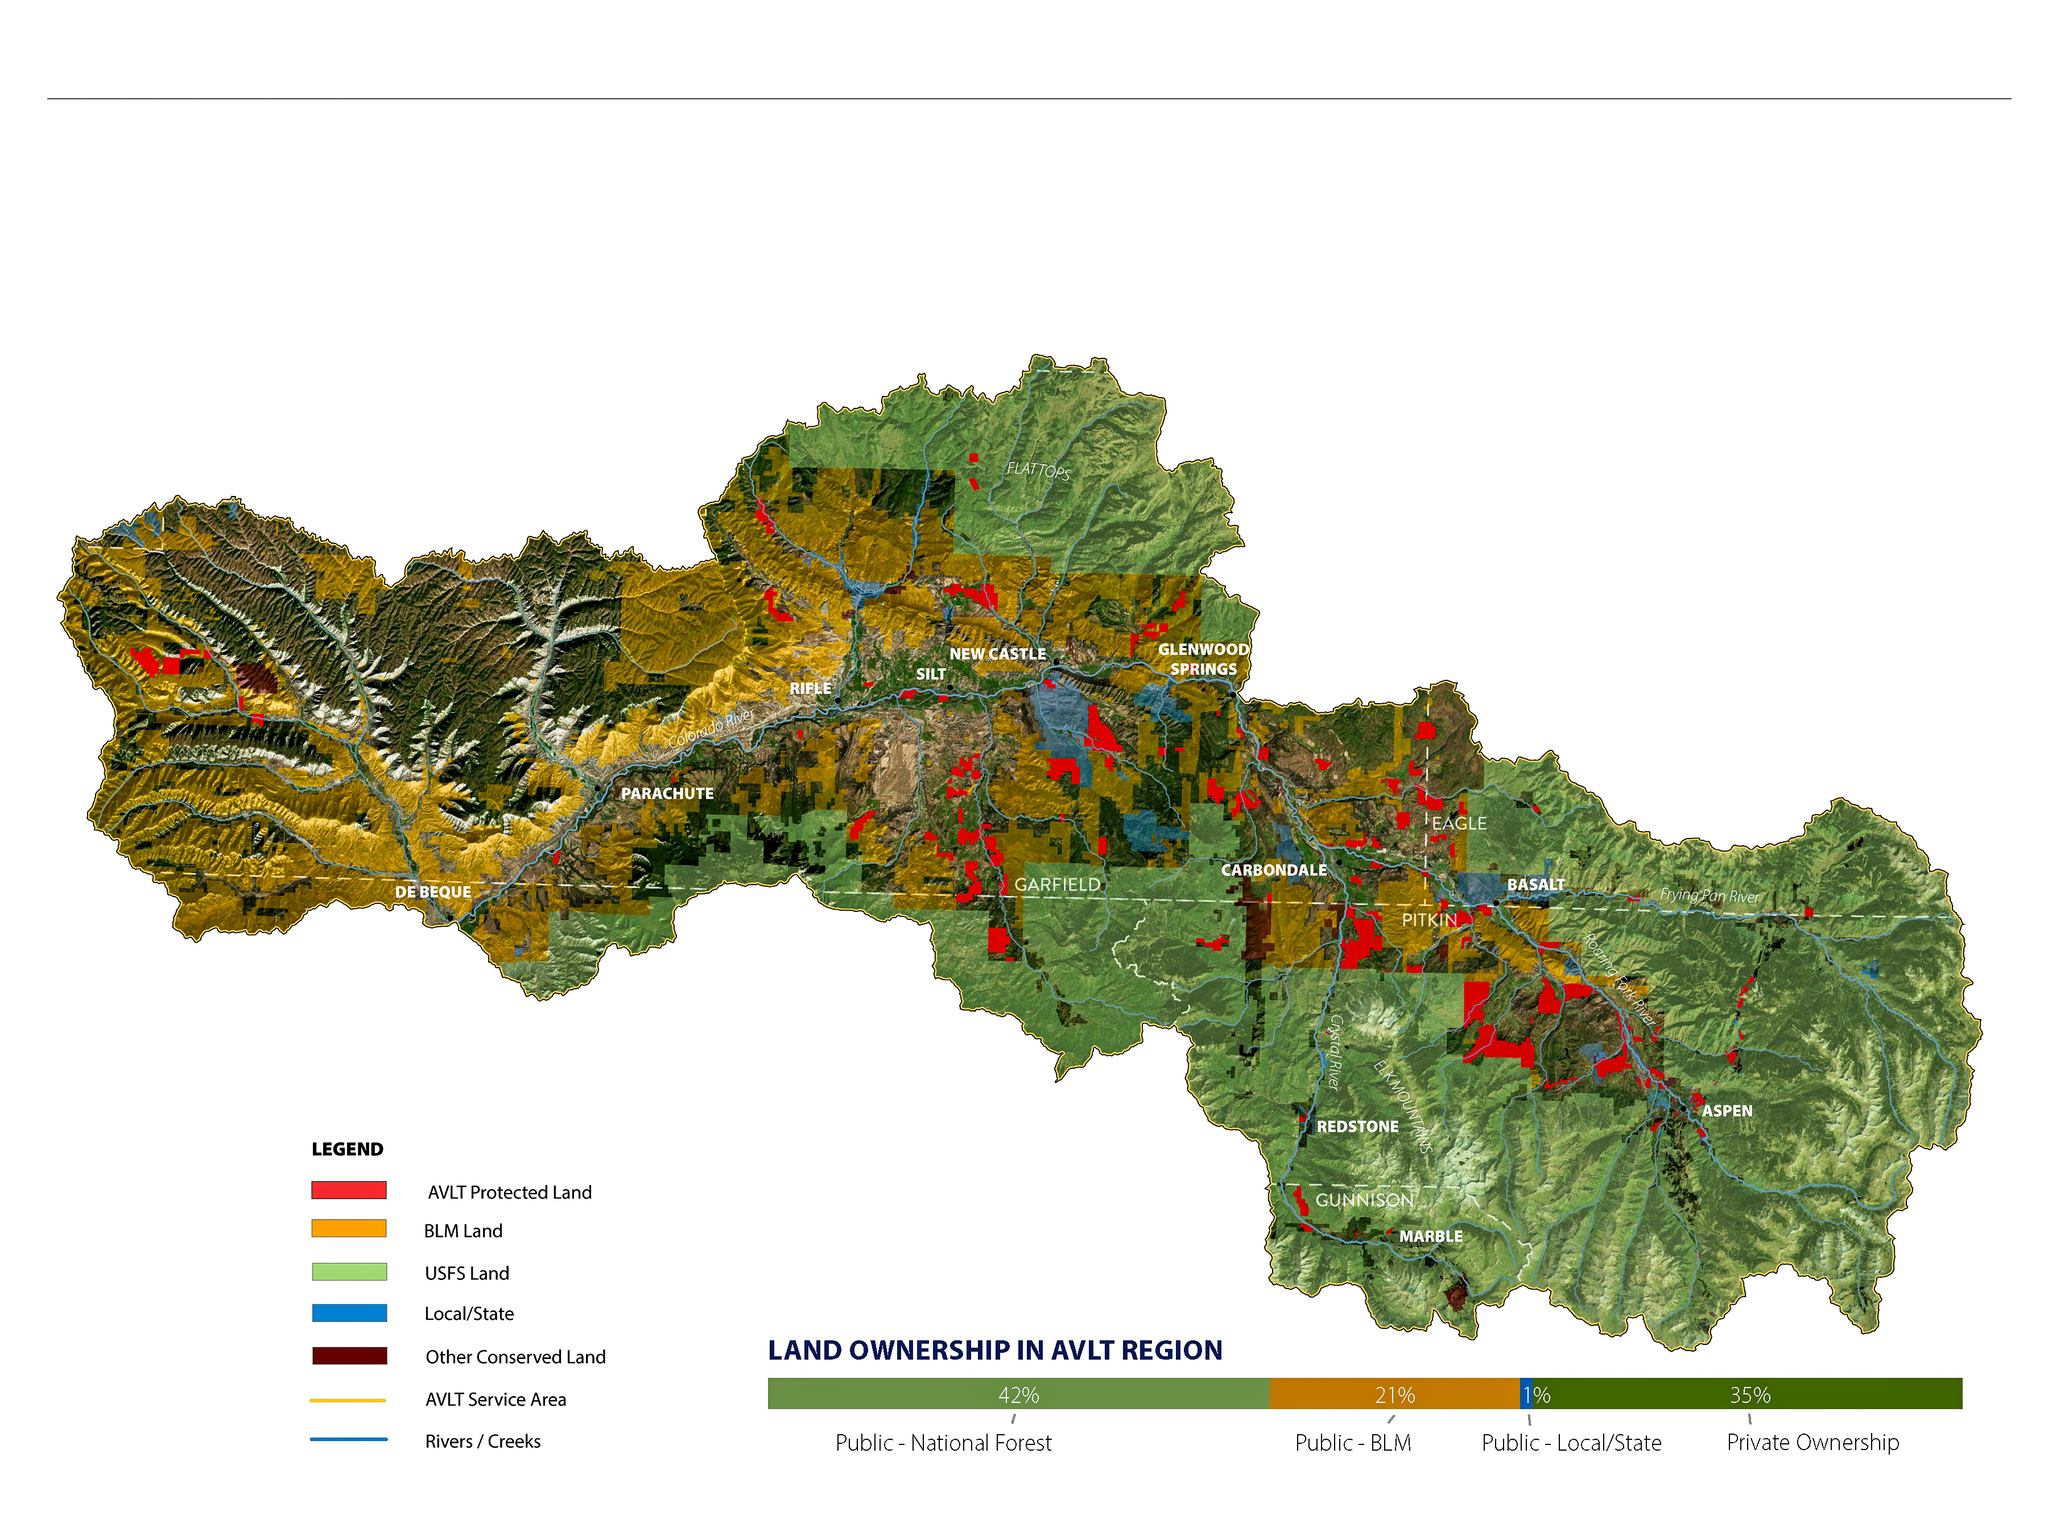 FLATTOPS
NEW CASTLE
GLENWOOD
SPRINGS
SILT
RIFLE
Colorado River
PARACHUTE
EAGLE
CARBONDALE
GARFIELD
DE BEQUE
BASALT
Frying Pan River
PITKIN
Roaring Fork River
Crystal River
ELK MOUNTAINS
ASPEN
REDSTONE
GUNNISON
MARBLE
LEGEND
AVLT Protected Land
BLM Land
USFS Land
Local/State
Other Conserved Land
AVLT Service Area
Rivers / Creeks
LAND OWNERSHIP IN AVLT REGION
42% 21% 1% 35%
Public - National Forest Public - BLM Public - Local/State Private Ownership